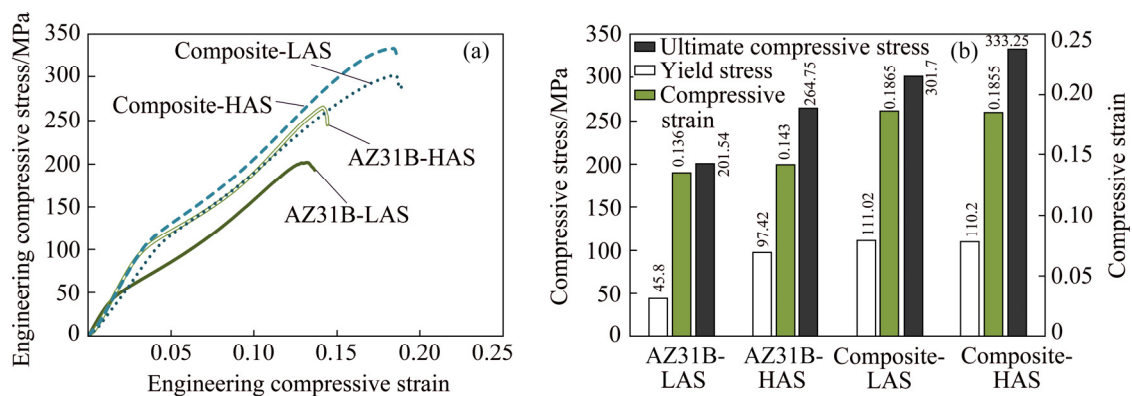 350
300
250
200
150
100
50
0
Engineering compressive stress/MPa
(a)
Composite-LAS
Composite-HAS
AZ31B-HAS
AZ31B-LAS
0.05
0.10
0.15
0.20
0.25
Engineering compressive strain
350
300
250
200
150
100
50
0
Compressive stress/MPa
Ultimate compressive stress
Yield stress
Compressive
strain
(b)
45.8
0.136
201.54
97.42
0.143
264.75
111.02
0.1865
301.7
110.2
0.1855
333.25
0.25
0.20
0.15
0.10
0.05
0
Compressive strain
AZ31B-
LAS
AZ31B-
HAS
Composite-
LAS
Composite-
HAS